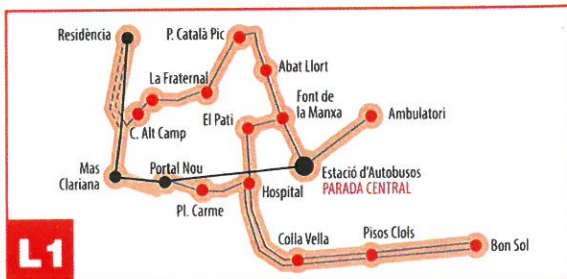 Residència
P. Català Pic
Abat Llort
La Fraternal
Font de
la Manxa
Ambulatori
El Pati
C. Alt Camp
Mas
Clariana
Portal Nou
Estació d'Autobusos
PARADA CENTRAL
Hospital
Pl. Carme
Colla Vella
Pisos Clols
Bon Sol
L1